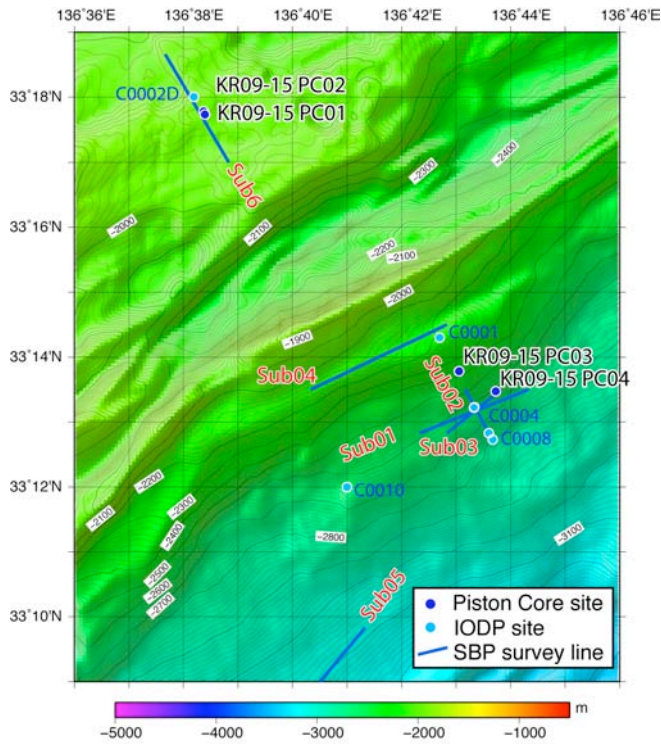 136°36'E 136°38' 136°40'E 136°42' 136°44'E 136°46'E
33°18'N
33°16'N
33°14'N
33°12'N
33°10'N
C0002D
KR09-15 PC02
KR09-15 PC01
Sub6
-2000
-2100
-2300
-2400
-2200
-2100
-2000
-1900
C0001
Sub04
KR09-15 PC03
Sub02
KR09-15 PC04
C0004
Sub01
Sub03
C0008
C0010
-2200
-2300
-2100
-2400
-2500
-2600
-2700
-2800
-3100
Sub05
Piston Core site
IODP site
SBP survey line
m
-5000 -4000 -3000 -2000 -1000